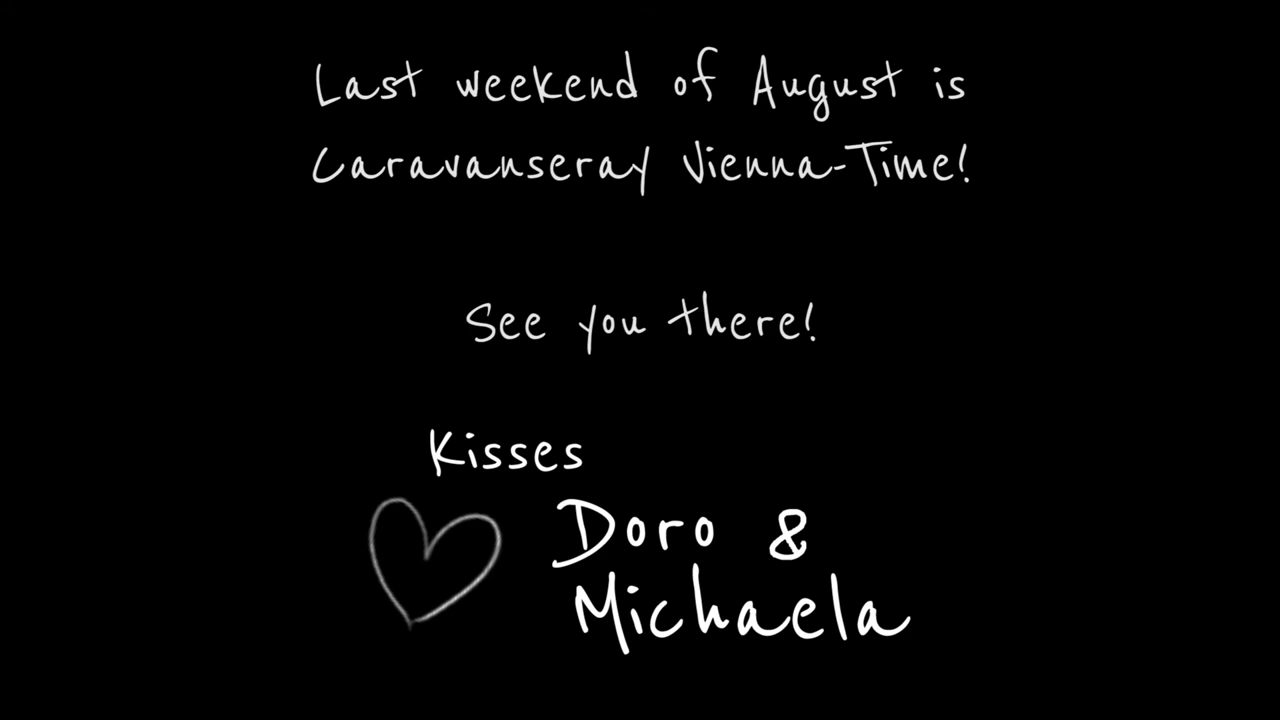 Last weekend of August is
Caravanseray Vienna-Time!
See you there!
Kisses
Doro &
Michaela